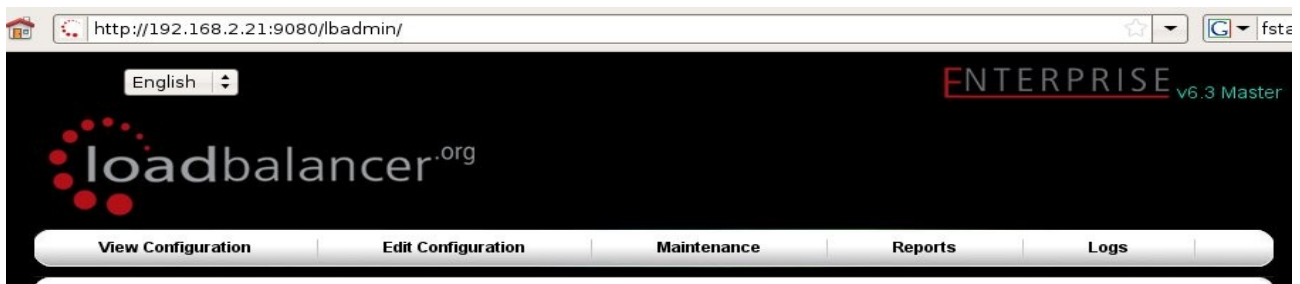 http://192.168.2.21:9080/lbadmin/
fsta
English
ENTERPRISE v6.3 Master
loadbalancer.org
View Configuration Edit Configuration Maintenance Reports Logs